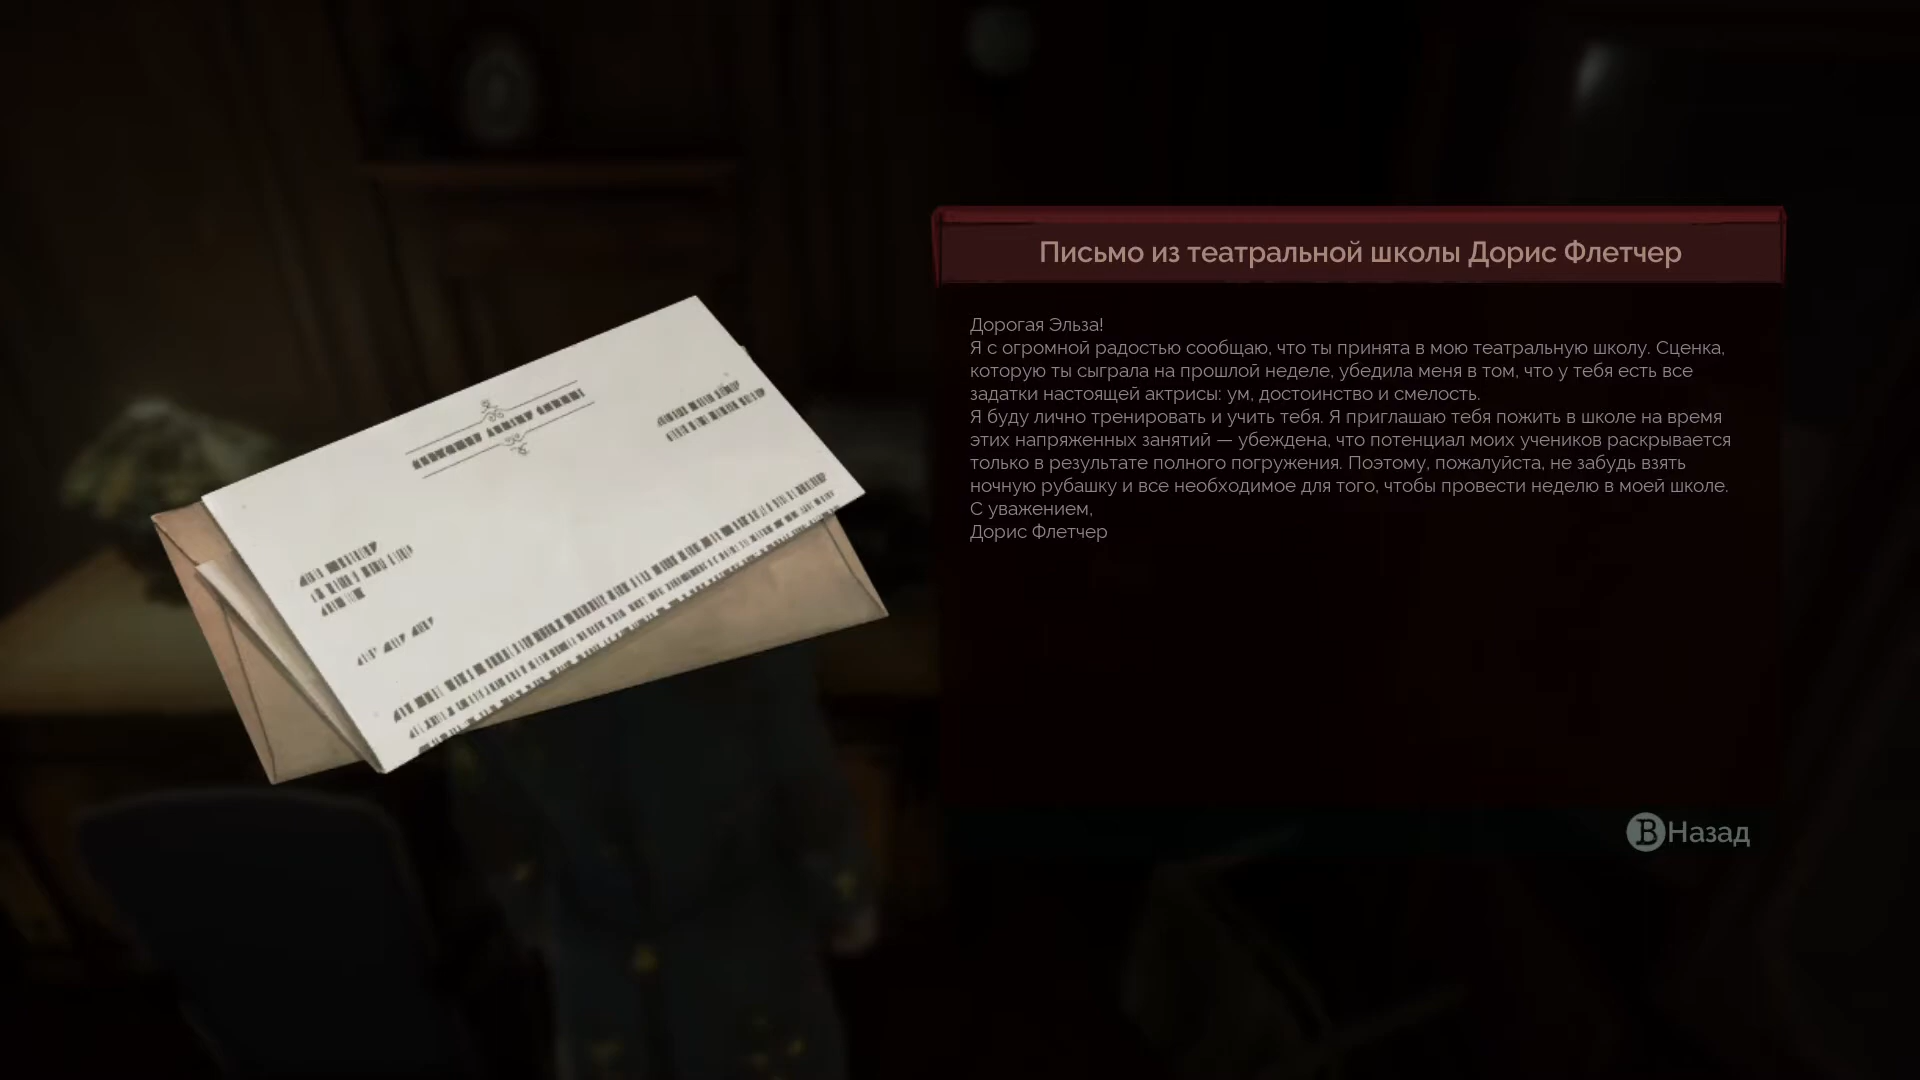 Письмо из театральной школы Дорис Флетчер
Дорогая Эльза!
Я с огромной радостью сообщаю, что ты принята в мою театральную школу. Сценка,
которую ты сыграла на прошлой неделе, убедила меня в том, что у тебя есть все
задатки настоящей актрисы: ум, достоинство и смелость.
Я буду лично тренировать и учить тебя. Я приглашаю тебя пожить в школе на время
этих напряженных занятий — убеждена, что потенциал моих учеников раскрывается
только в результате полного погружения. Поэтому, пожалуйста, не забудь взять
ночную рубашку и все необходимое для того, чтобы провести неделю в моей школе.
С уважением,
Дорис Флетчер
B Назад